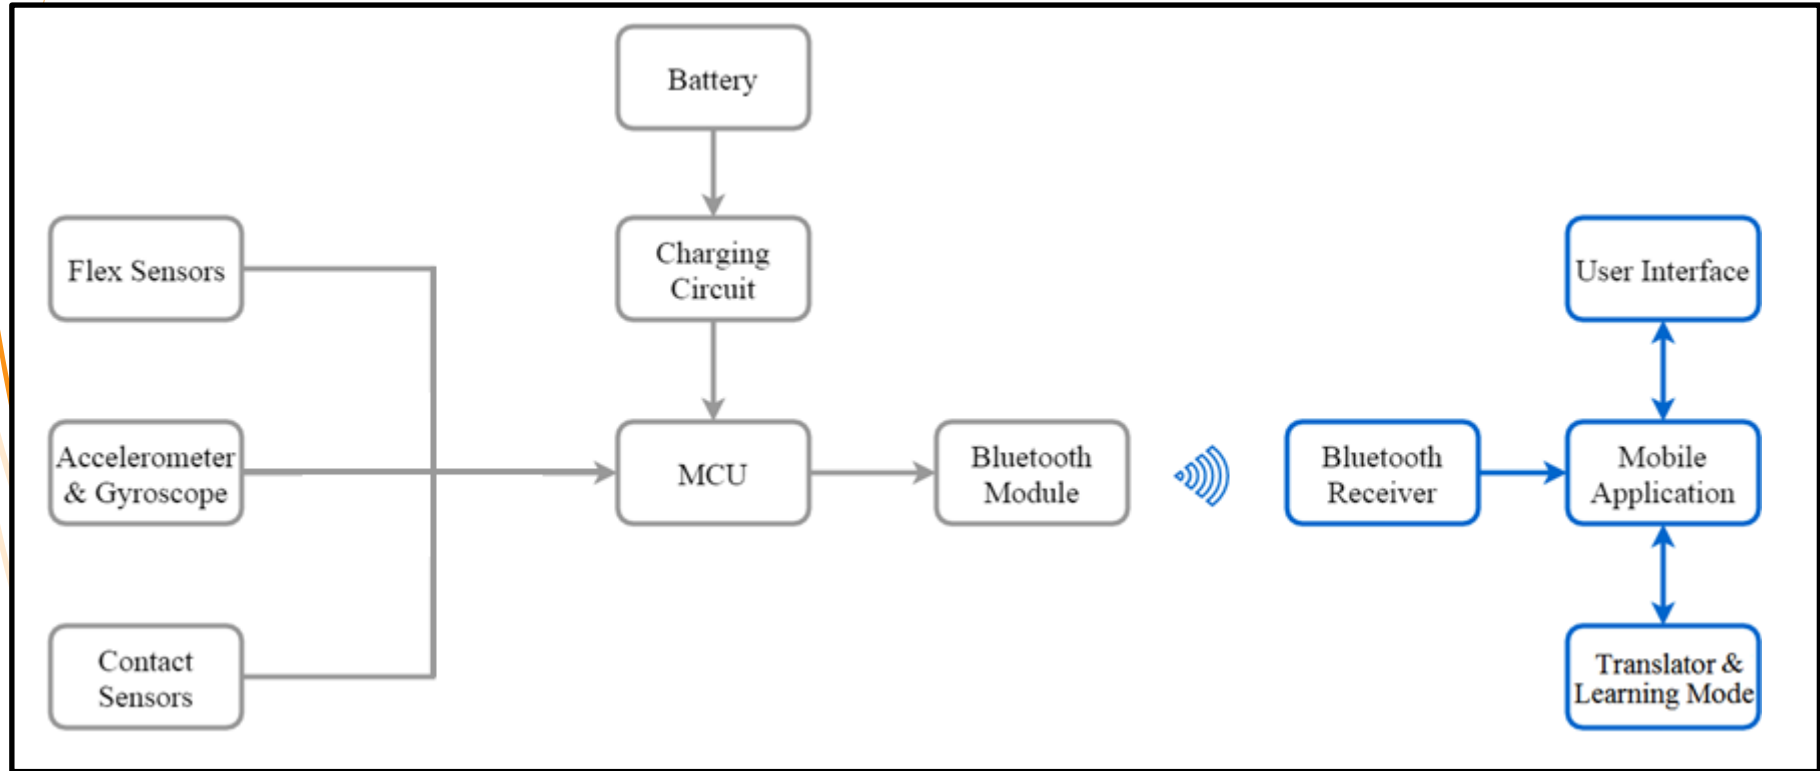 Battery
Flex Sensors
Charging
Circuit
User Interface
Accelerometer
& Gyroscope
MCU
Bluetooth
Module
Bluetooth
Receiver
Mobile
Application
Contact
Sensors
Translator &
Learning Mode